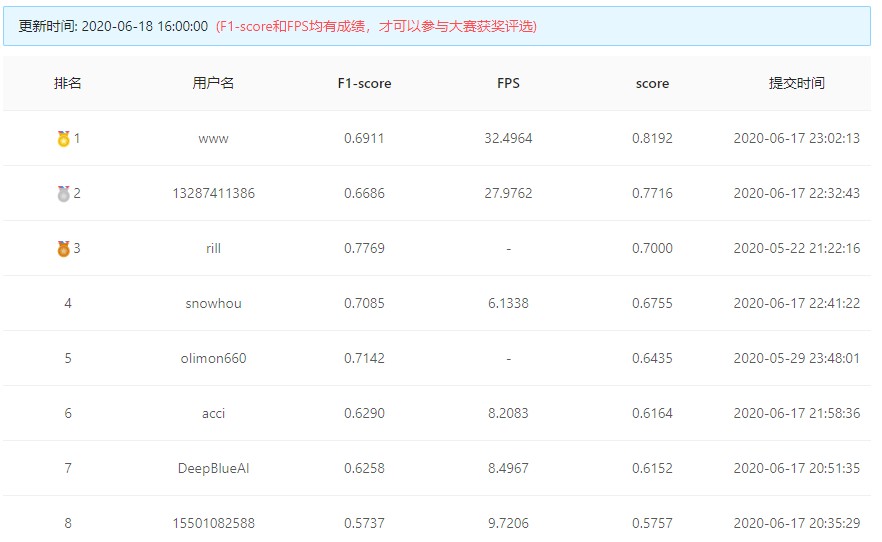 更新时间: 2020-06-18 16:00:00 (F1-score和FPS均有成绩，才可以参与大赛获奖评选)
排名 用户名 F1-score FPS score 提交时间
1 www 0.6911 32.4964 0.8192 2020-06-17 23:02:13
2 13287411386 0.6686 27.9762 0.7716 2020-06-17 22:32:43
3 rill 0.7769 - 0.7000 2020-05-22 21:22:16
4 snowhou 0.7085 6.1338 0.6755 2020-06-17 22:41:22
5 olimon660 0.7142 - 0.6435 2020-05-29 23:48:01
6 acci 0.6290 8.2083 0.6164 2020-06-17 21:58:36
7 DeepBlueAI 0.6258 8.4967 0.6152 2020-06-17 20:51:35
8 15501082588 0.5737 9.7206 0.5757 2020-06-17 20:35:29